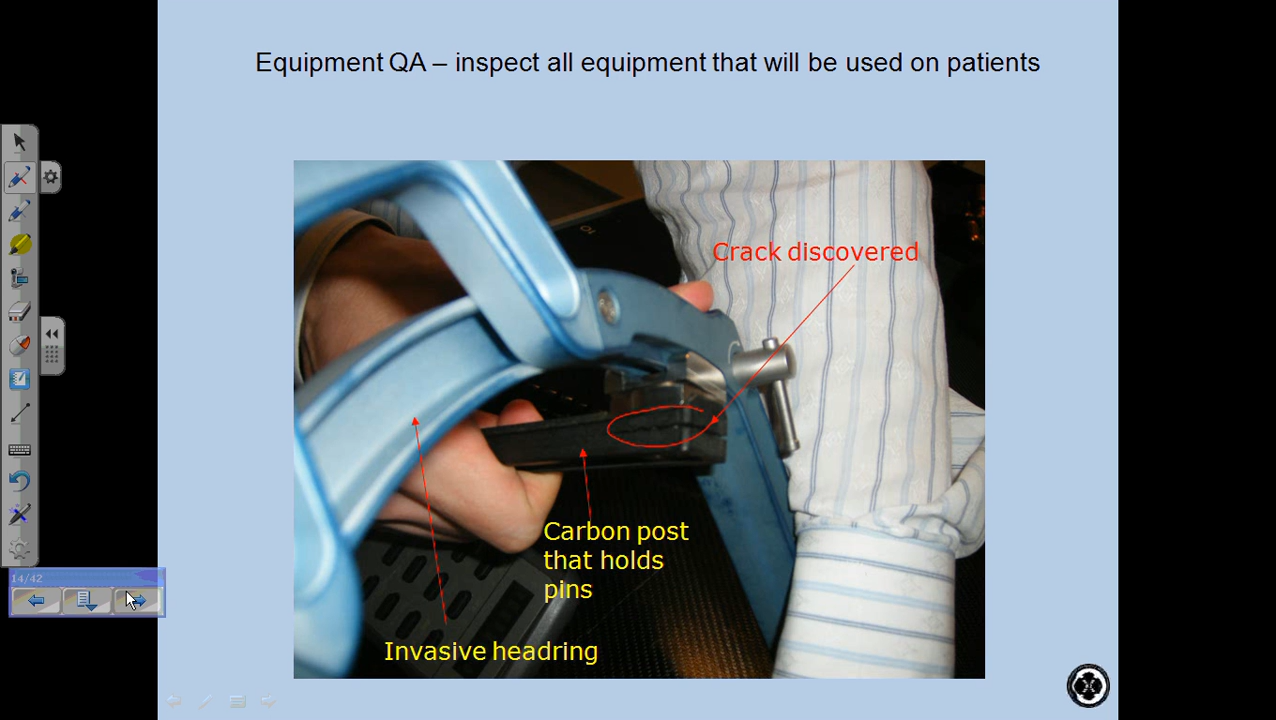 Equipment QA – inspect all equipment that will be used on patients
Crack discovered
Carbon post
that holds
pins
Invasive headring
14/42